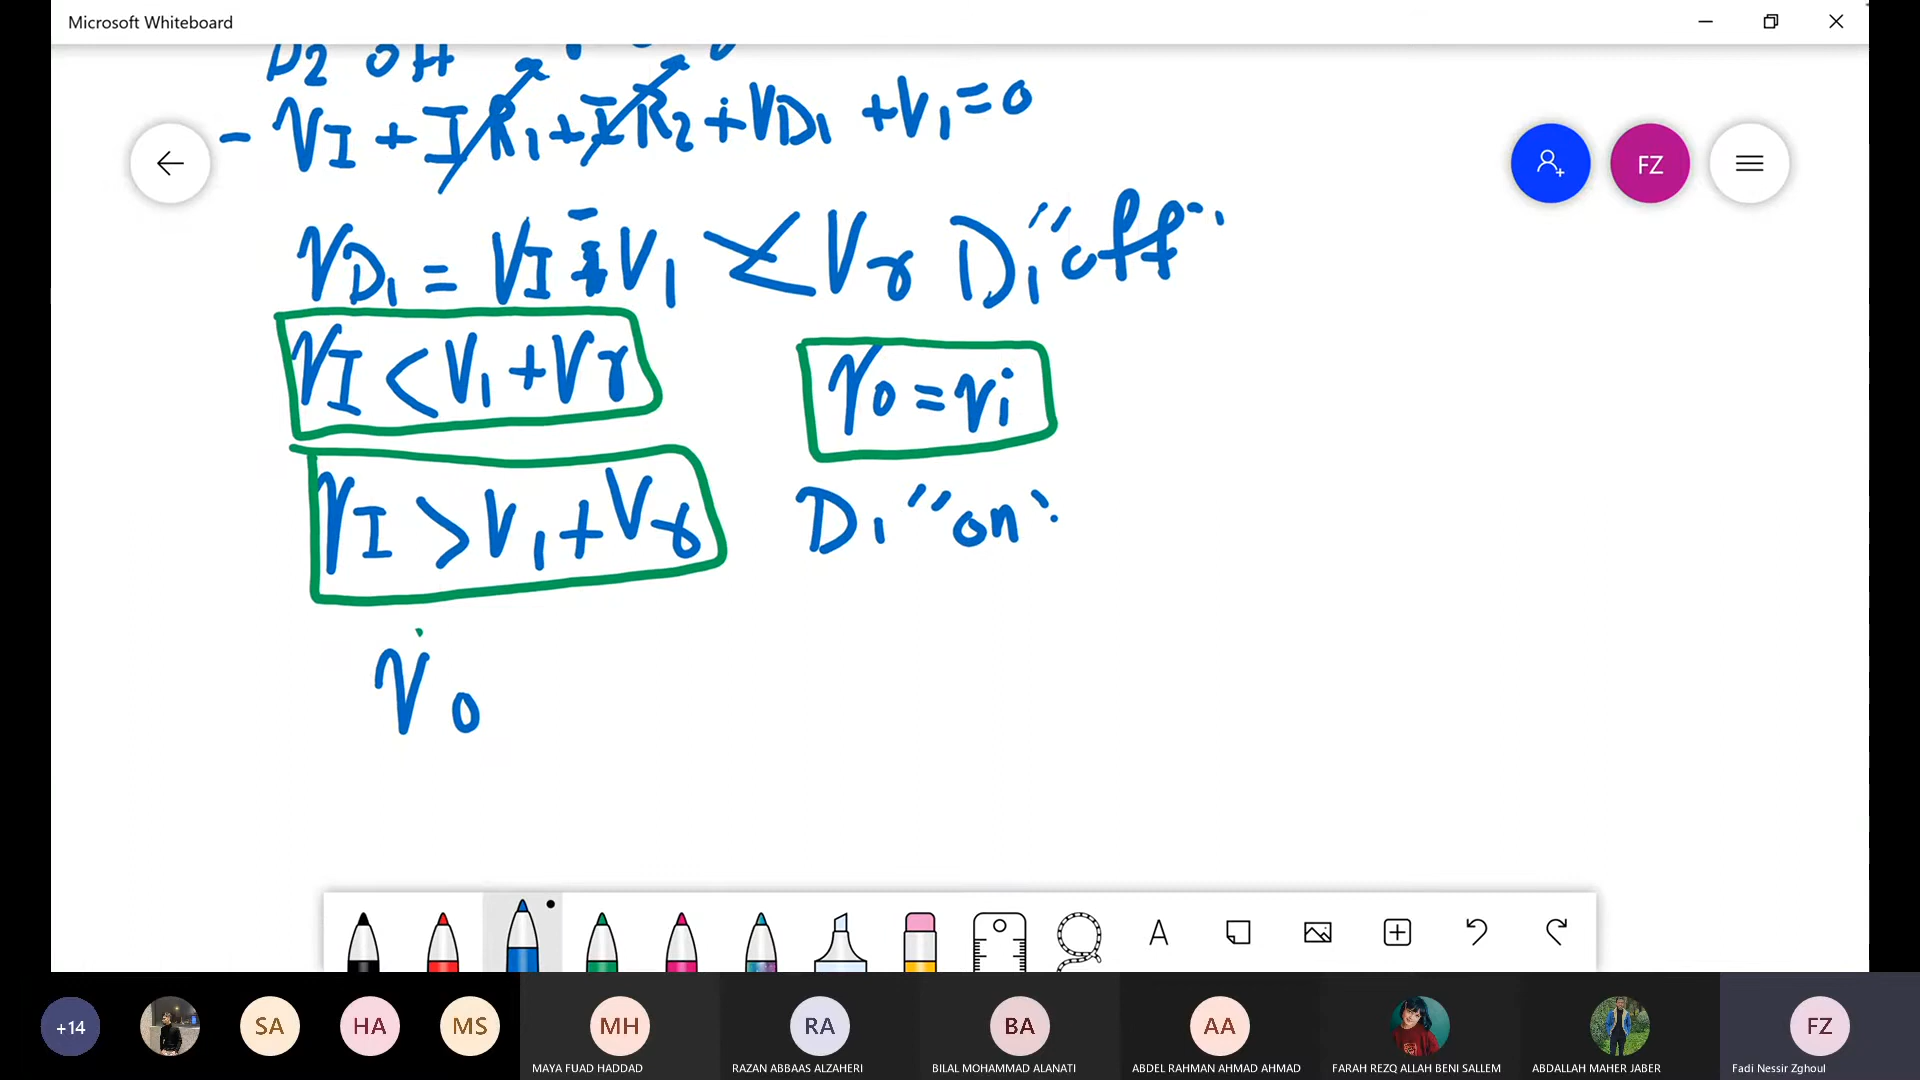 Microsoft Whiteboard
D2 off
- VI + IR1 + IR2 + VD1 + V1 = 0
FZ
VD1 = VI - V1 < Vγ D1 "off"
VI < V1 + Vγ
vo = vi
VI > V1 + Vγ
D1 "on"
vo
A
+14
SA
HA
MS
MH
RA
BA
AA
FZ
MAYA FUAD HADDAD
RAZAN ABBAAS ALZAHERI
BILAL MOHAMMAD ALANATI
ABDEL RAHMAN AHMAD AHMAD
FARAH REZQ ALLAH BENI SALLEM
ABDALLAH MAHER JABER
Fadi Nessir Zghoul